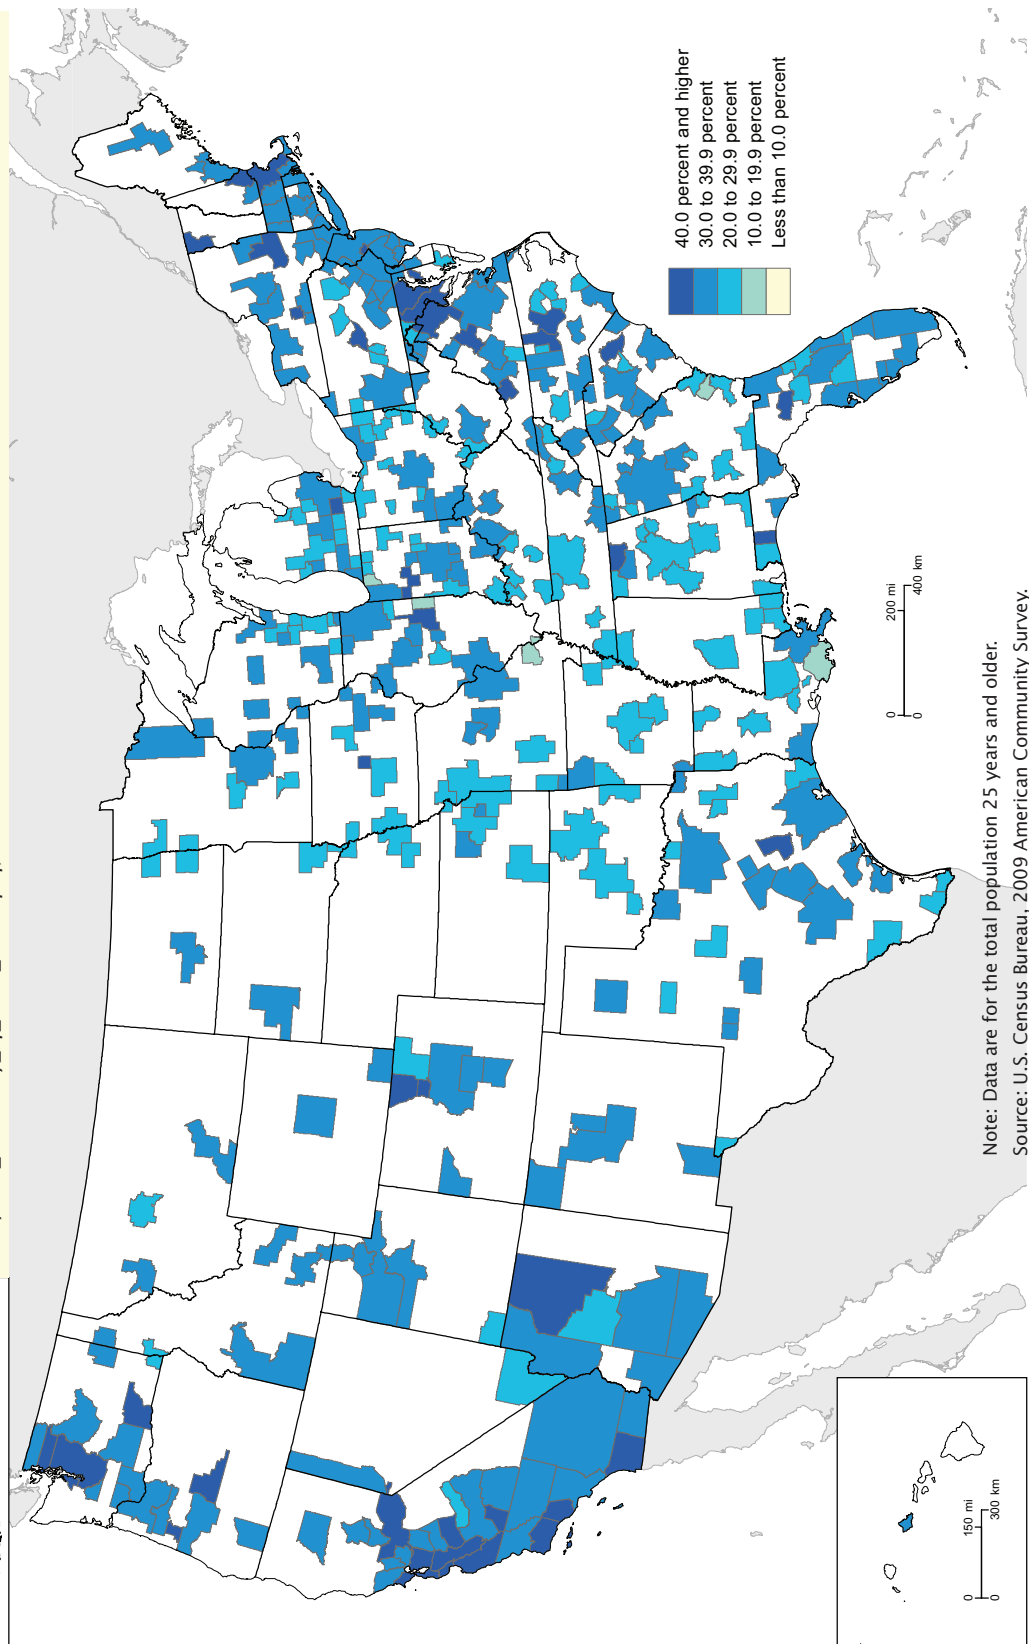 40.0 percent and higher
30.0 to 39.9 percent
20.0 to 29.9 percent
10.0 to 19.9 percent
Less than 10.0 percent
0 200 mi
0 400 km
0 150 mi
0 300 km
Note: Data are for the total population 25 years and older.
Source: U.S. Census Bureau, 2009 American Community Survey.